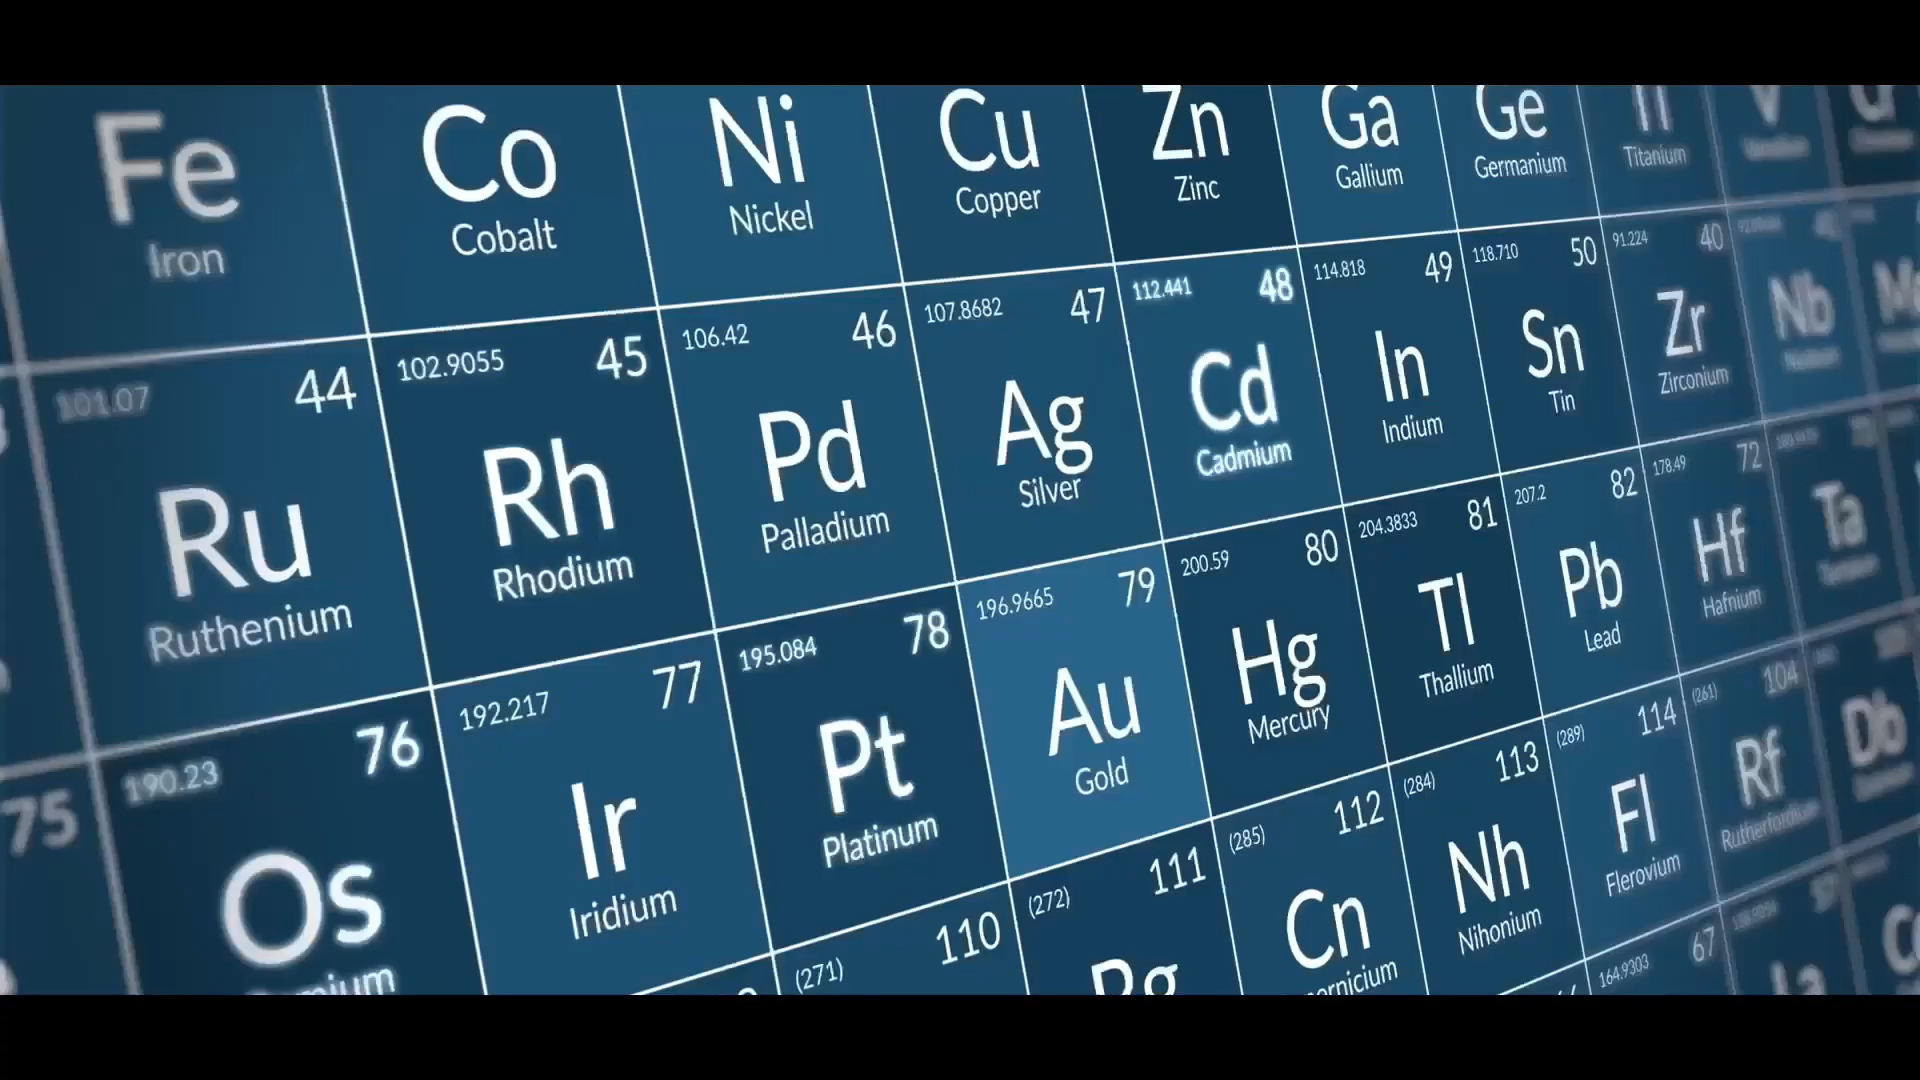 Fe
Iron
Co
Cobalt
Ni
Nickel
Cu
Copper
Zn
Zinc
Ga
Gallium
Ge
Germanium
Titanium
101.07 44
Ru
Ruthenium
102.9055 45
Rh
Rhodium
106.42 46
Pd
Palladium
107.8682 47
Ag
Silver
112.441 48
Cd
Cadmium
114.818 49
In
Indium
118.710 50
Sn
Tin
91.224 40
Zr
Zirconium
Nb
75
190.23 76
Os
192.217 77
Ir
Iridium
195.084 78
Pt
Platinum
196.9665 79
Au
Gold
200.59 80
Hg
Mercury
204.3833 81
Tl
Thallium
207.2 82
Pb
Lead
178.49 72
Hf
Hafnium
Ta
(271) 110
(272) 111
Rg
(285) 112
Cn
(284) 113
Nh
Nihonium
(289) 114
Fl
Flerovium
(261) 104
Rf
Rutherfordium
Db
164.9303 67
La